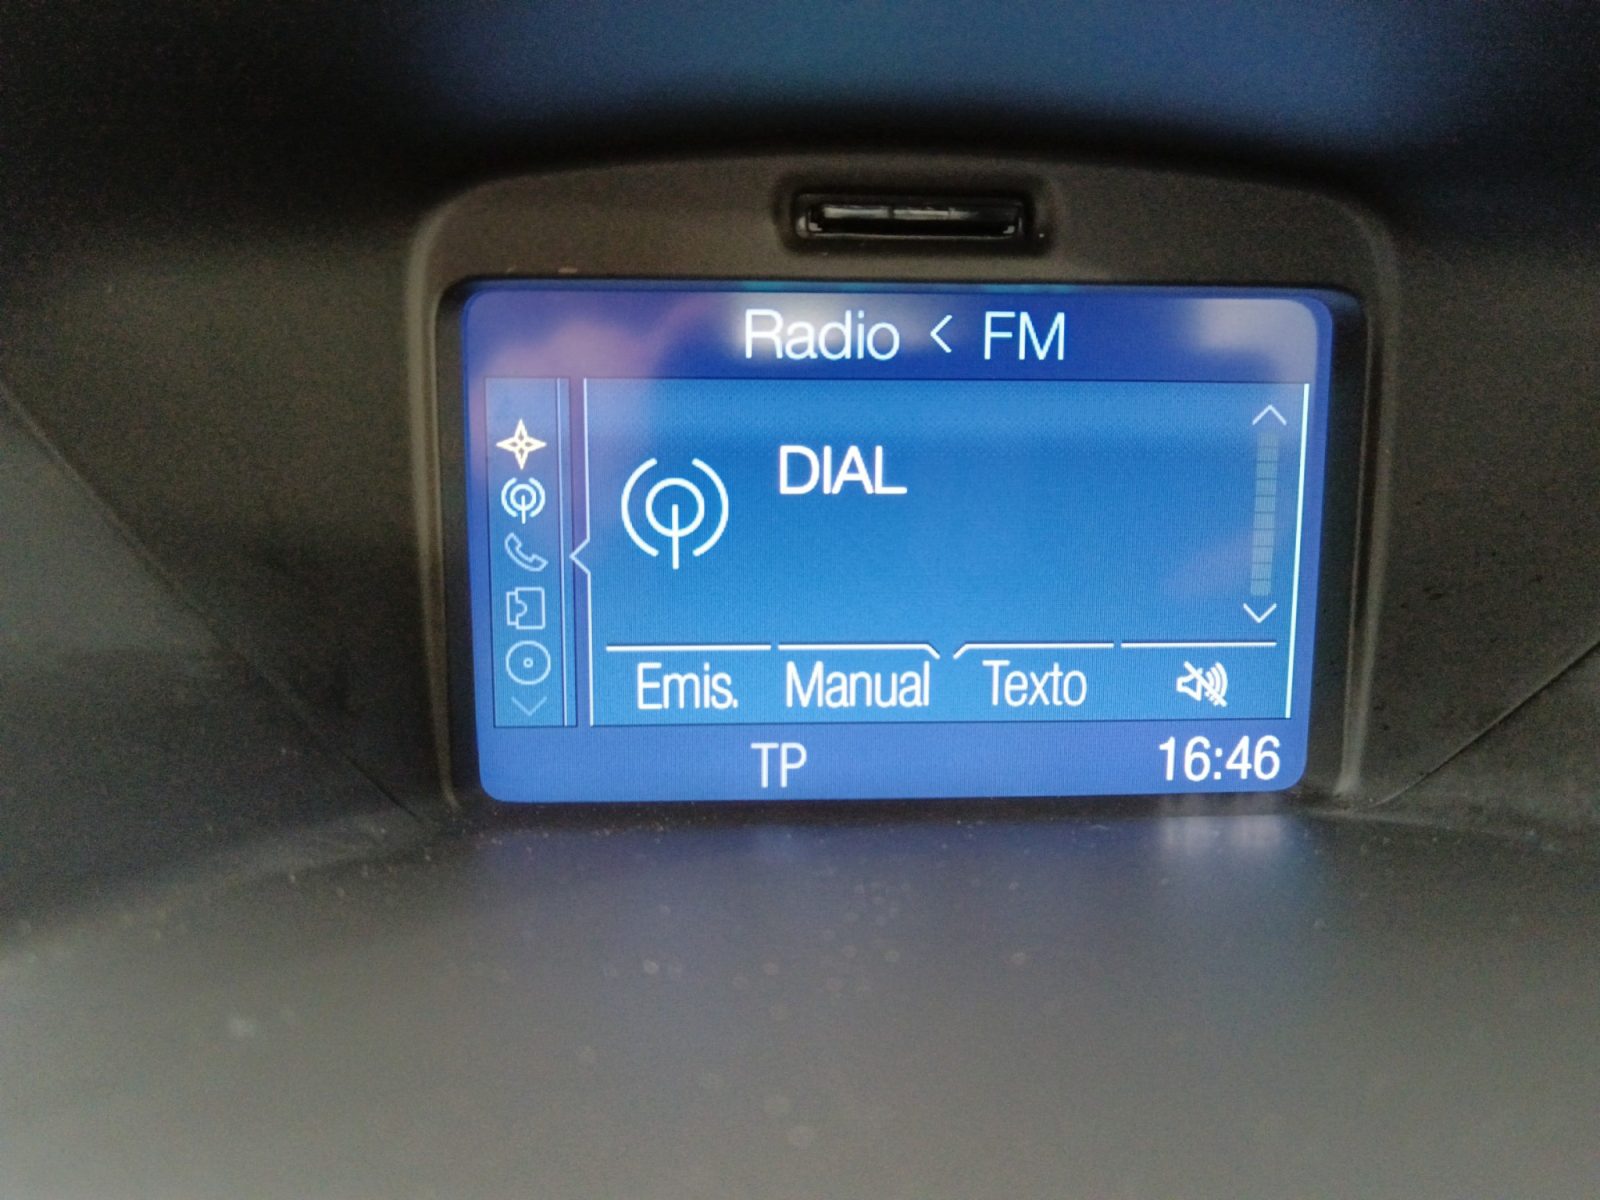 Radio < FM
DIAL
Emis. Manual Texto
TP 16:46